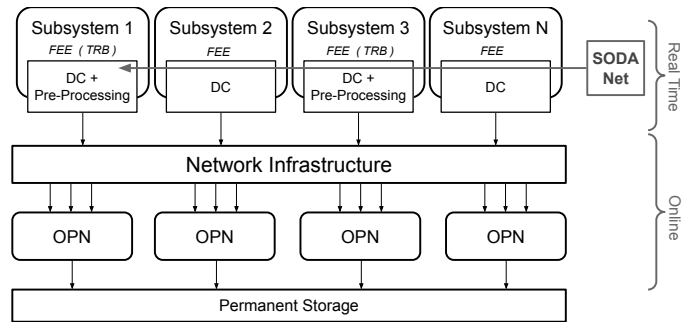 Subsystem 1
FEE ( TRB )
DC +
Pre-Processing
Subsystem 2
FEE
DC
Subsystem 3
FEE ( TRB )
DC +
Pre-Processing
Subsystem N
FEE
DC
SODA
Net
Real Time
Network Infrastructure
OPN
OPN
OPN
OPN
Online
Permanent Storage